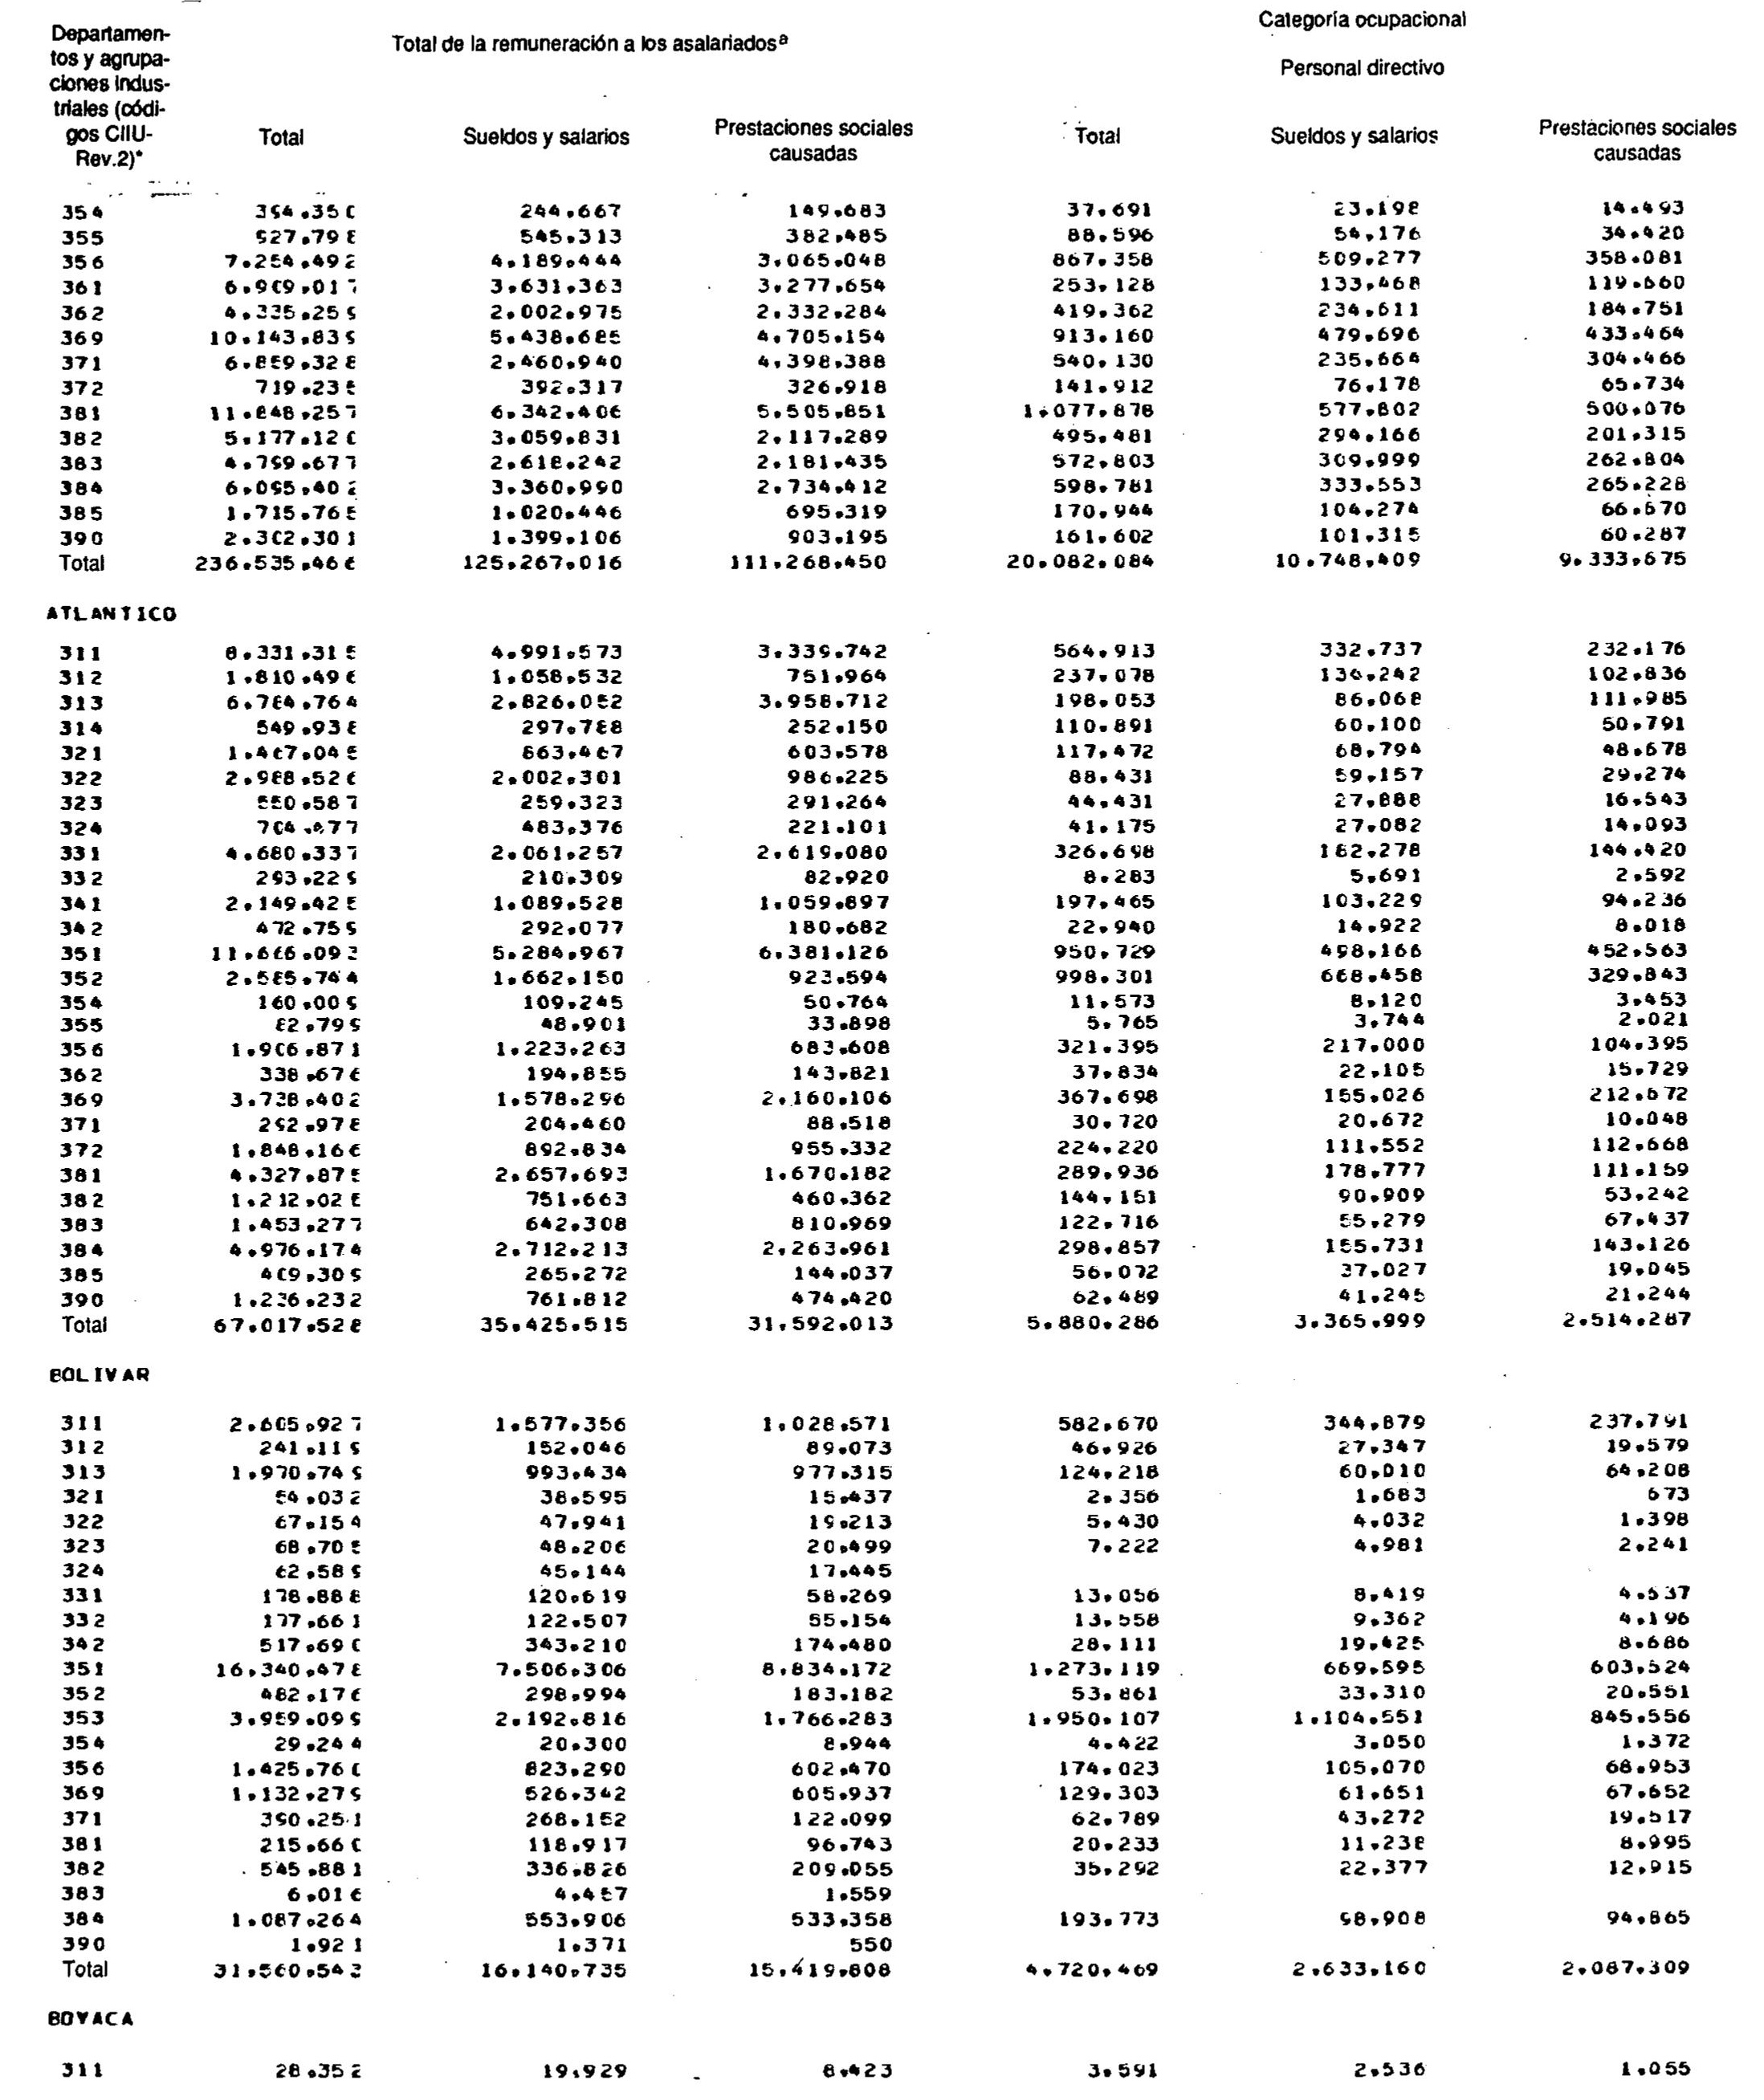 Categoría ocupacional
Departamen-
tos y agrupa-
ciones indus-
triales (códi-
gos CIIU-
Rev.2)*
Total de la remuneración a los asalariadosª
Personal directivo
Total Sueldos y salarios Prestaciones sociales causadas Total Sueldos y salarios Prestaciones sociales causadas
354 394.350 244.667 149.683 37.691 23.198 14.493
355 927.798 545.313 382.485 88.596 54.176 34.420
356 7.254.492 4.189.444 3.065.048 867.358 509.277 358.081
361 6.909.017 3.631.363 3.277.654 253.128 133.468 119.660
362 4.335.259 2.002.975 2.332.284 419.362 234.611 184.751
369 10.143.839 5.438.685 4.705.154 913.160 479.696 433.464
371 6.859.328 2.460.940 4.398.388 540.130 235.664 304.466
372 719.235 392.317 326.918 141.912 76.178 65.734
381 11.848.257 6.342.406 5.505.851 1.077.878 577.802 500.076
382 5.177.120 3.059.831 2.117.289 495.481 294.166 201.315
383 4.799.677 2.618.242 2.181.435 572.803 309.999 262.804
384 6.095.402 3.360.990 2.734.412 598.781 333.553 265.228
385 1.715.765 1.020.446 695.319 170.944 104.274 66.670
390 2.302.301 1.399.106 903.195 161.602 101.315 60.287
Total 236.535.466 125.267.016 111.268.450 20.082.084 10.748.409 9.333.675
ATLANTICO
311 8.331.315 4.991.573 3.339.742 564.913 332.737 232.176
312 1.810.496 1.058.532 751.964 237.078 134.242 102.836
313 6.784.764 2.826.052 3.958.712 198.053 86.068 111.985
314 549.938 297.788 252.150 110.891 60.100 50.791
321 1.467.045 863.467 603.578 117.472 68.794 48.678
322 2.988.526 2.002.301 986.225 88.431 59.157 29.274
323 550.587 259.323 291.264 44.431 27.888 16.543
324 704.477 483.376 221.101 41.175 27.082 14.093
331 4.680.337 2.061.257 2.619.080 326.698 182.278 144.420
332 293.229 210.309 82.920 8.283 5.691 2.592
341 2.149.425 1.089.528 1.059.897 197.465 103.229 94.236
342 472.759 292.077 180.682 22.940 14.922 8.018
351 11.666.093 5.284.967 6.381.126 950.729 498.166 452.563
352 2.585.744 1.662.150 923.594 998.301 668.458 329.843
354 160.009 109.245 50.764 11.573 8.120 3.453
355 82.799 48.901 33.898 5.765 3.744 2.021
356 1.906.871 1.223.263 683.608 321.395 217.000 104.395
362 338.676 194.855 143.821 37.834 22.105 15.729
369 3.738.402 1.578.296 2.160.106 367.698 155.026 212.672
371 292.978 204.460 88.518 30.720 20.672 10.048
372 1.848.166 892.834 955.332 224.220 111.552 112.668
381 4.327.875 2.657.693 1.670.182 289.936 178.777 111.159
382 1.212.025 751.663 460.362 144.151 90.909 53.242
383 1.453.277 642.308 810.969 122.716 55.279 67.437
384 4.976.174 2.712.213 2.263.961 298.857 155.731 143.126
385 409.309 265.272 144.037 56.072 37.027 19.045
390 1.236.232 761.812 474.420 62.489 41.245 21.244
Total 67.017.528 35.425.515 31.592.013 5.880.286 3.365.999 2.514.287
BOLIVAR
311 2.605.927 1.577.356 1.028.571 582.670 344.879 237.791
312 241.119 152.046 89.073 46.926 27.347 19.579
313 1.970.749 993.434 977.315 124.218 60.010 64.208
321 54.032 38.595 15.437 2.356 1.683 673
322 67.154 47.941 19.213 5.430 4.032 1.398
323 68.705 48.206 20.499 7.222 4.981 2.241
324 62.589 45.144 17.445
331 178.888 120.619 58.269 13.056 8.419 4.637
332 177.661 122.507 55.154 13.558 9.362 4.196
342 517.690 343.210 174.480 28.111 19.425 8.686
351 16.340.478 7.506.306 8.834.172 1.273.119 669.595 603.524
352 482.176 298.994 183.182 53.861 33.310 20.551
353 3.959.099 2.192.816 1.766.283 1.950.107 1.104.551 845.556
354 29.244 20.300 8.944 4.422 3.050 1.372
356 1.425.760 823.290 602.470 174.023 105.070 68.953
369 1.132.279 526.342 605.937 129.303 61.651 67.652
371 390.251 268.152 122.099 62.789 43.272 19.517
381 215.660 118.917 96.743 20.233 11.238 8.995
382 545.881 336.826 209.055 35.292 22.377 12.915
383 6.016 4.457 1.559
384 1.087.264 553.906 533.358 193.773 98.908 94.865
390 1.921 1.371 550
Total 31.560.543 16.140.735 15.419.808 4.720.469 2.633.160 2.087.309
BOYACA
311 28.352 19.929 8.423 3.591 2.536 1.055